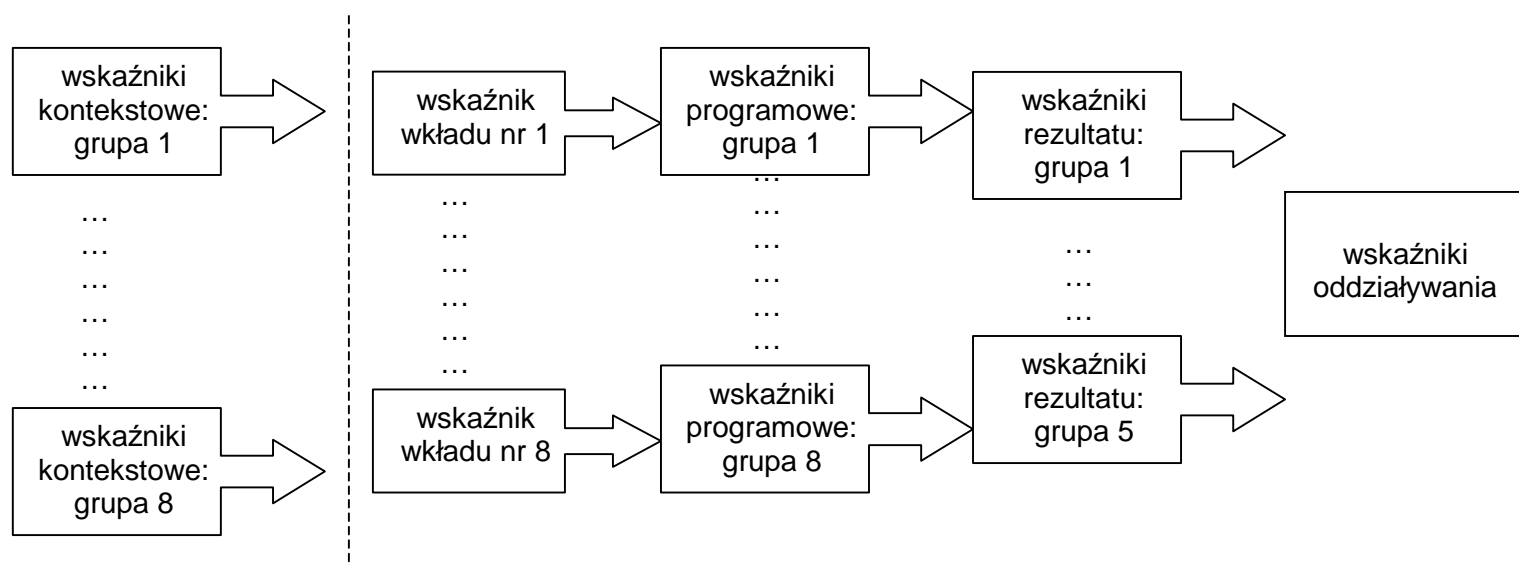 wskaźniki
kontekstowe:
grupa 1
…
…
…
…
…
…
wskaźniki
kontekstowe:
grupa 8
wskaźnik
wkładu nr 1
…
…
…
…
…
…
wskaźnik
wkładu nr 8
wskaźniki
programowe:
grupa 1
…
…
…
…
…
…
wskaźniki
programowe:
grupa 8
wskaźniki
rezultatu:
grupa 1
…
…
…
wskaźniki
rezultatu:
grupa 5
wskaźniki
oddziaływania